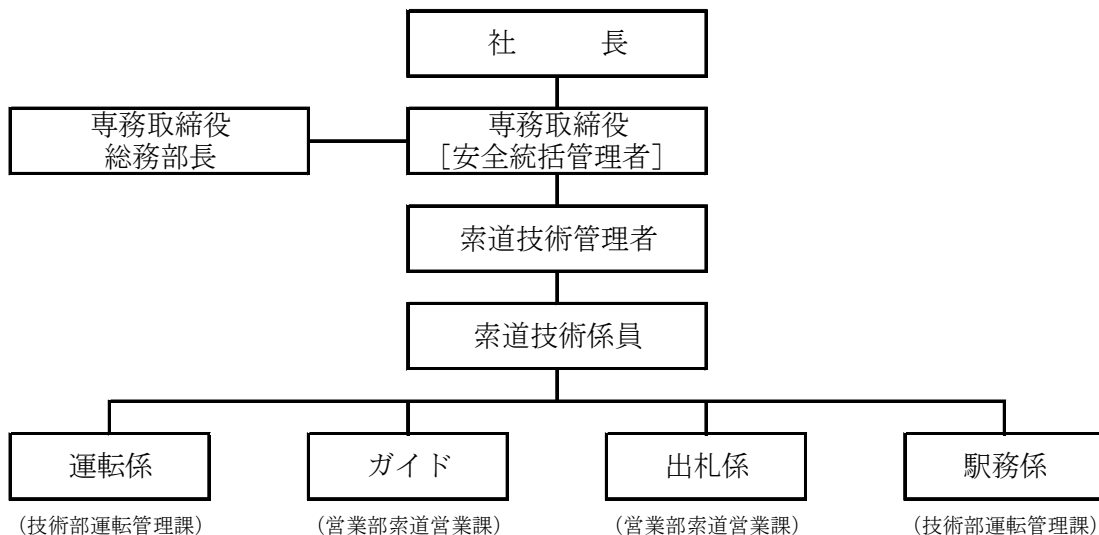 社　　長
専務取締役
総務部長
専務取締役
［安全統括管理者］
索道技術管理者
索道技術係員
運転係
ガイド
出札係
駅務係
（技術部運転管理課）
（営業部索道営業課）
（営業部索道営業課）
（技術部運転管理課）